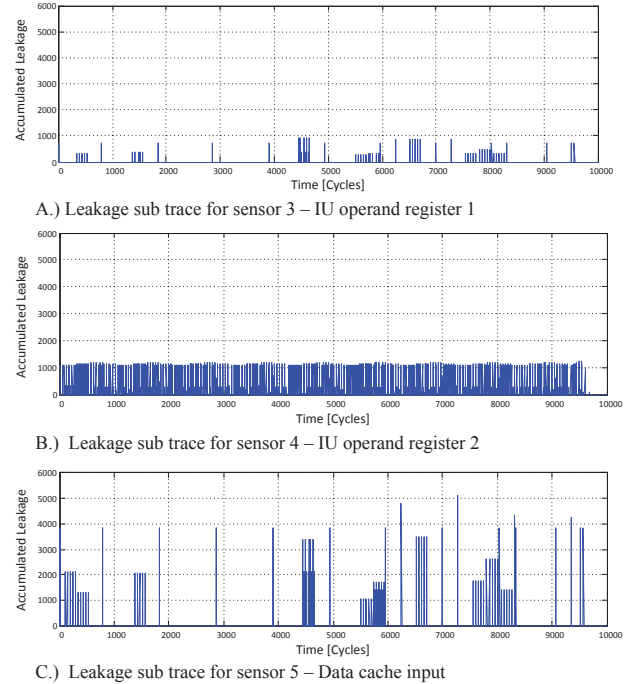 6000
5000
4000
3000
2000
1000
0
Accumulated Leakage
0 1000 2000 3000 4000 5000 6000 7000 8000 9000 10000
Time [Cycles]
A.) Leakage sub trace for sensor 3 – IU operand register 1
6000
5000
4000
3000
2000
1000
0
Accumulated Leakage
0 1000 2000 3000 4000 5000 6000 7000 8000 9000 10000
Time [Cycles]
B.) Leakage sub trace for sensor 4 – IU operand register 2
6000
5000
4000
3000
2000
1000
0
Accumulated Leakage
0 1000 2000 3000 4000 5000 6000 7000 8000 9000 10000
Time [Cycles]
C.) Leakage sub trace for sensor 5 – Data cache input